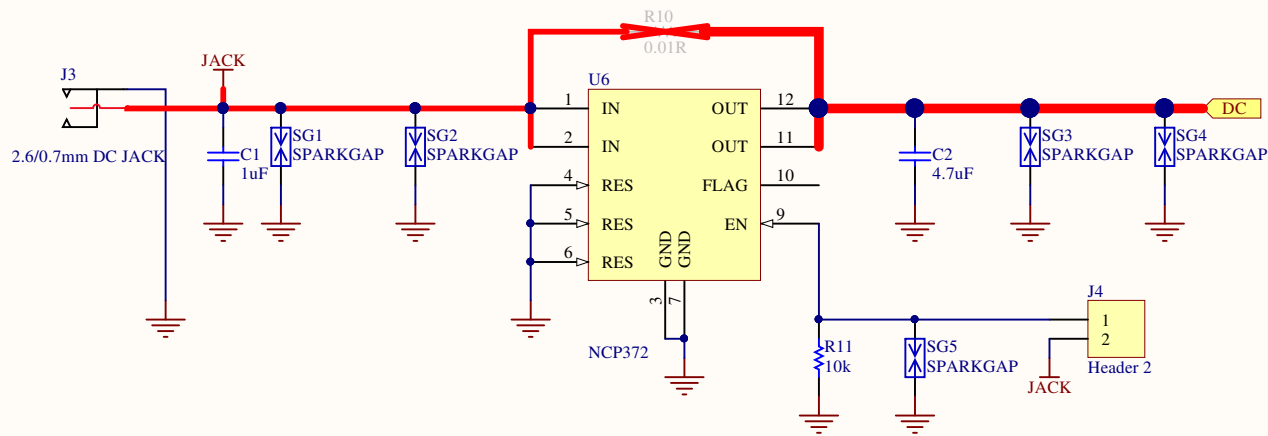 R10
0.01R
JACK
J3
2.6/0.7mm DC JACK
C1
1uF
SG1
SPARKGAP
SG2
SPARKGAP
U6
1 IN OUT 12
2 IN OUT 11
4 RES FLAG 10
5 RES EN 9
6 RES
GND
GND
3
7
NCP372
DC
C2
4.7uF
SG3
SPARKGAP
SG4
SPARKGAP
R11
10k
SG5
SPARKGAP
J4
1
2
Header 2
JACK